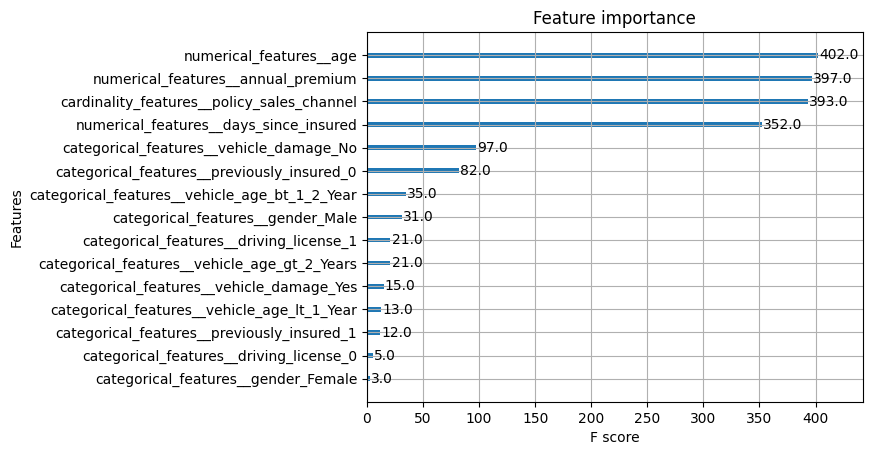 Feature importance
numerical_features__age 402.0
numerical_features__annual_premium 397.0
cardinality_features__policy_sales_channel 393.0
numerical_features__days_since_insured 352.0
categorical_features__vehicle_damage_No 97.0
categorical_features__previously_insured_0 82.0
categorical_features__vehicle_age_bt_1_2_Year 35.0
categorical_features__gender_Male 31.0
categorical_features__driving_license_1 21.0
categorical_features__vehicle_age_gt_2_Years 21.0
categorical_features__vehicle_damage_Yes 15.0
categorical_features__vehicle_age_lt_1_Year 13.0
categorical_features__previously_insured_1 12.0
categorical_features__driving_license_0 5.0
categorical_features__gender_Female 3.0
Features
0 50 100 150 200 250 300 350 400
F score